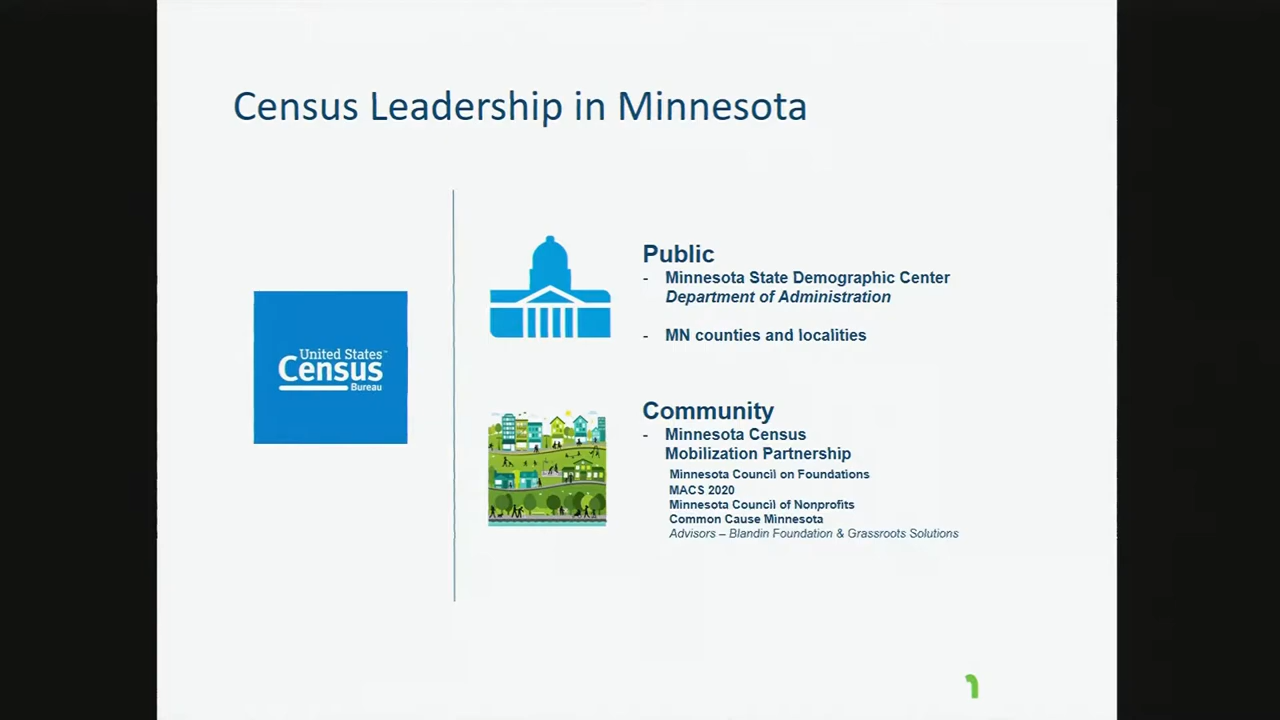 Census Leadership in Minnesota
United States™
Census
Bureau
Public
- Minnesota State Demographic Center
Department of Administration
- MN counties and localities
Community
- Minnesota Census
Mobilization Partnership
Minnesota Council on Foundations
MACS 2020
Minnesota Council of Nonprofits
Common Cause Minnesota
Advisors – Blandin Foundation & Grassroots Solutions